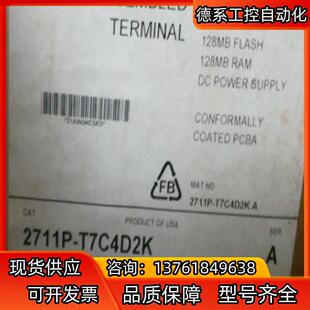 德系工控自动化
TERMINAL
128MB FLASH
128MB RAM
DC POWER SUPPLY
*21AWGHCSKD*
CONFORMALLY
COATED PCBA
FB
MAT NO
2711P-T7C4D2K A
CAT
PRODUCT OF USA
SER
2711P-T7C4D2K
A
现货供应
咨询：13761849638
可开发票
品质保障 型号齐全